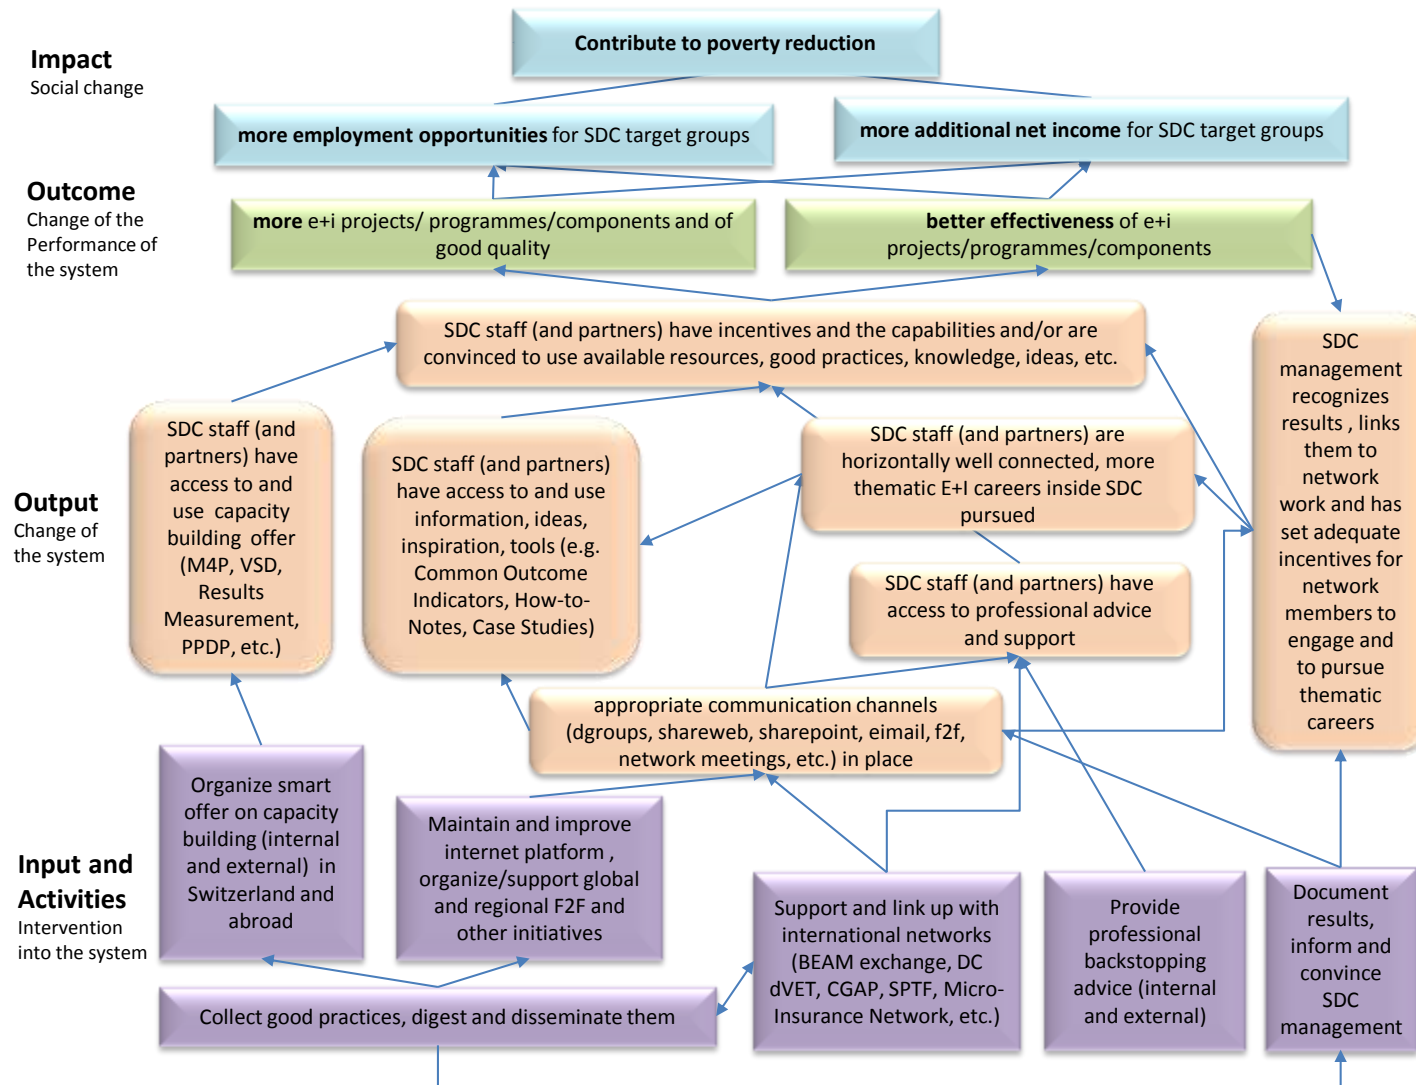 Impact
Social change
Contribute to poverty reduction
more employment opportunities for SDC target groups
more additional net income for SDC target groups
Outcome
Change of the
Performance of
the system
more e+i projects/ programmes/components and of
good quality
better effectiveness of e+i
projects/programmes/components
SDC staff (and partners) have incentives and the capabilities and/or are
convinced to use available resources, good practices, knowledge, ideas, etc.
Output
Change of
the system
SDC staff (and
partners) have
access to and
use capacity
building offer
(M4P, VSD,
Results
Measurement,
PPDP, etc.)
SDC staff (and partners)
have access to and use
information, ideas,
inspiration, tools (e.g.
Common Outcome
Indicators, How-to-
Notes, Case Studies)
SDC staff (and partners) are
horizontally well connected, more
thematic E+I careers inside SDC
pursued
SDC staff (and partners) have
access to professional advice
and support
SDC
management
recognizes
results , links
them to
network
work and has
set adequate
incentives for
network
members to
engage and
to pursue
thematic
careers
appropriate communication channels
(dgroups, shareweb, sharepoint, eimail, f2f,
network meetings, etc.) in place
Input and
Activities
Intervention
into the system
Organize smart
offer on capacity
building (internal
and external) in
Switzerland and
abroad
Maintain and improve
internet platform ,
organize/support global
and regional F2F and
other initiatives
Support and link up with
international networks
(BEAM exchange, DC
dVET, CGAP, SPTF, Micro-
Insurance Network, etc.)
Provide
professional
backstopping
advice (internal
and external)
Document
results,
inform and
convince
SDC
management
Collect good practices, digest and disseminate them